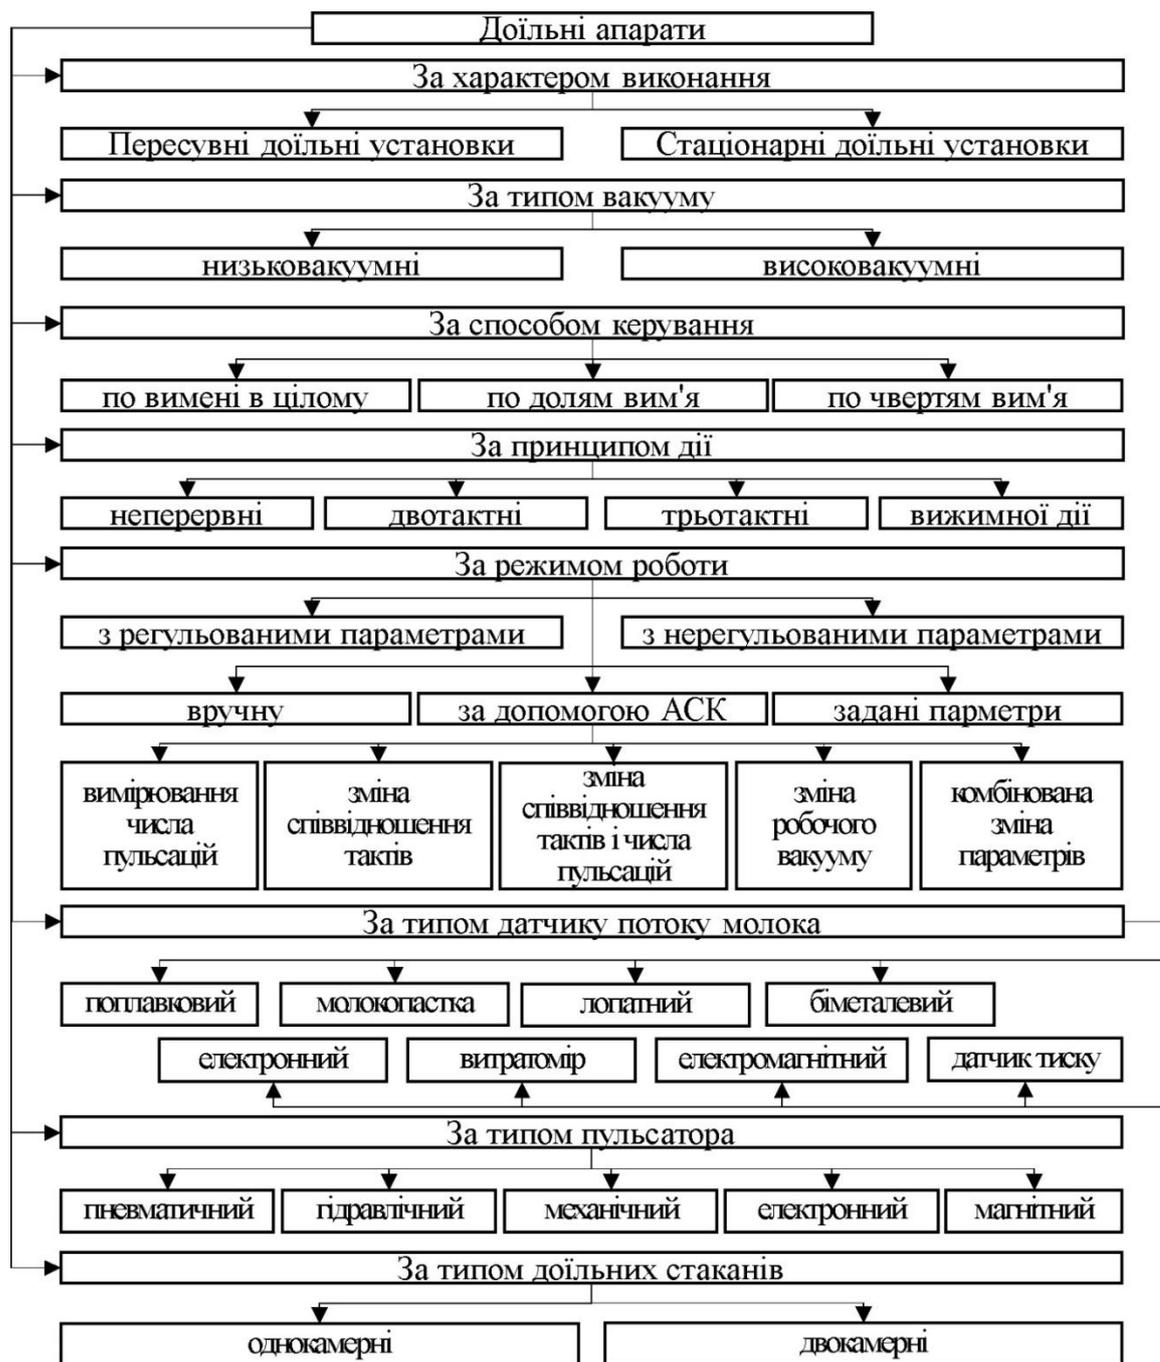 Доїльні апарати
За характером виконання
Пересувні доїльні установки
Стаціонарні доїльні установки
За типом вакууму
низьковакуумні
високовакуумні
За способом керування
по вимені в цілому
по долям вим'я
по чвертям вим'я
За принципом дії
неперервні
двотактні
трьотактні
вижимної дії
За режимом роботи
з регульованими параметрами
з нерегульованими параметрами
вручну
за допомогою АСК
задані парметри
вимірювання
числа
пульсацій
зміна
співвідношення
тактів
зміна
співвідношення
тактів і числа
пульсацій
зміна
робочого
вакууму
комбінована
зміна
параметрів
За типом датчику потоку молока
поплавковий
молокопастка
лопатний
біметалевий
електронний
витратомір
електромагнітний
датчик тиску
За типом пульсатора
пневматичний
гідравлічний
механічний
електронний
магнітний
За типом доїльних стаканів
однокамерні
двокамерні